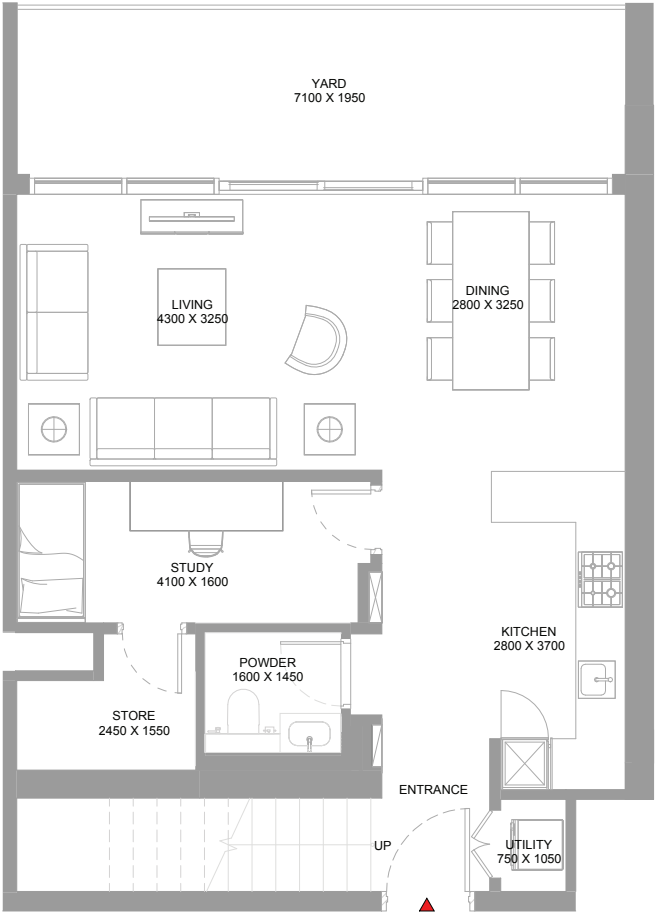 YARD
7100 X 1950
LIVING
4300 X 3250
DINING
2800 X 3250
STUDY
4100 X 1600
KITCHEN
2800 X 3700
POWDER
1600 X 1450
STORE
2450 X 1550
ENTRANCE
UP
UTILITY
750 X 1050